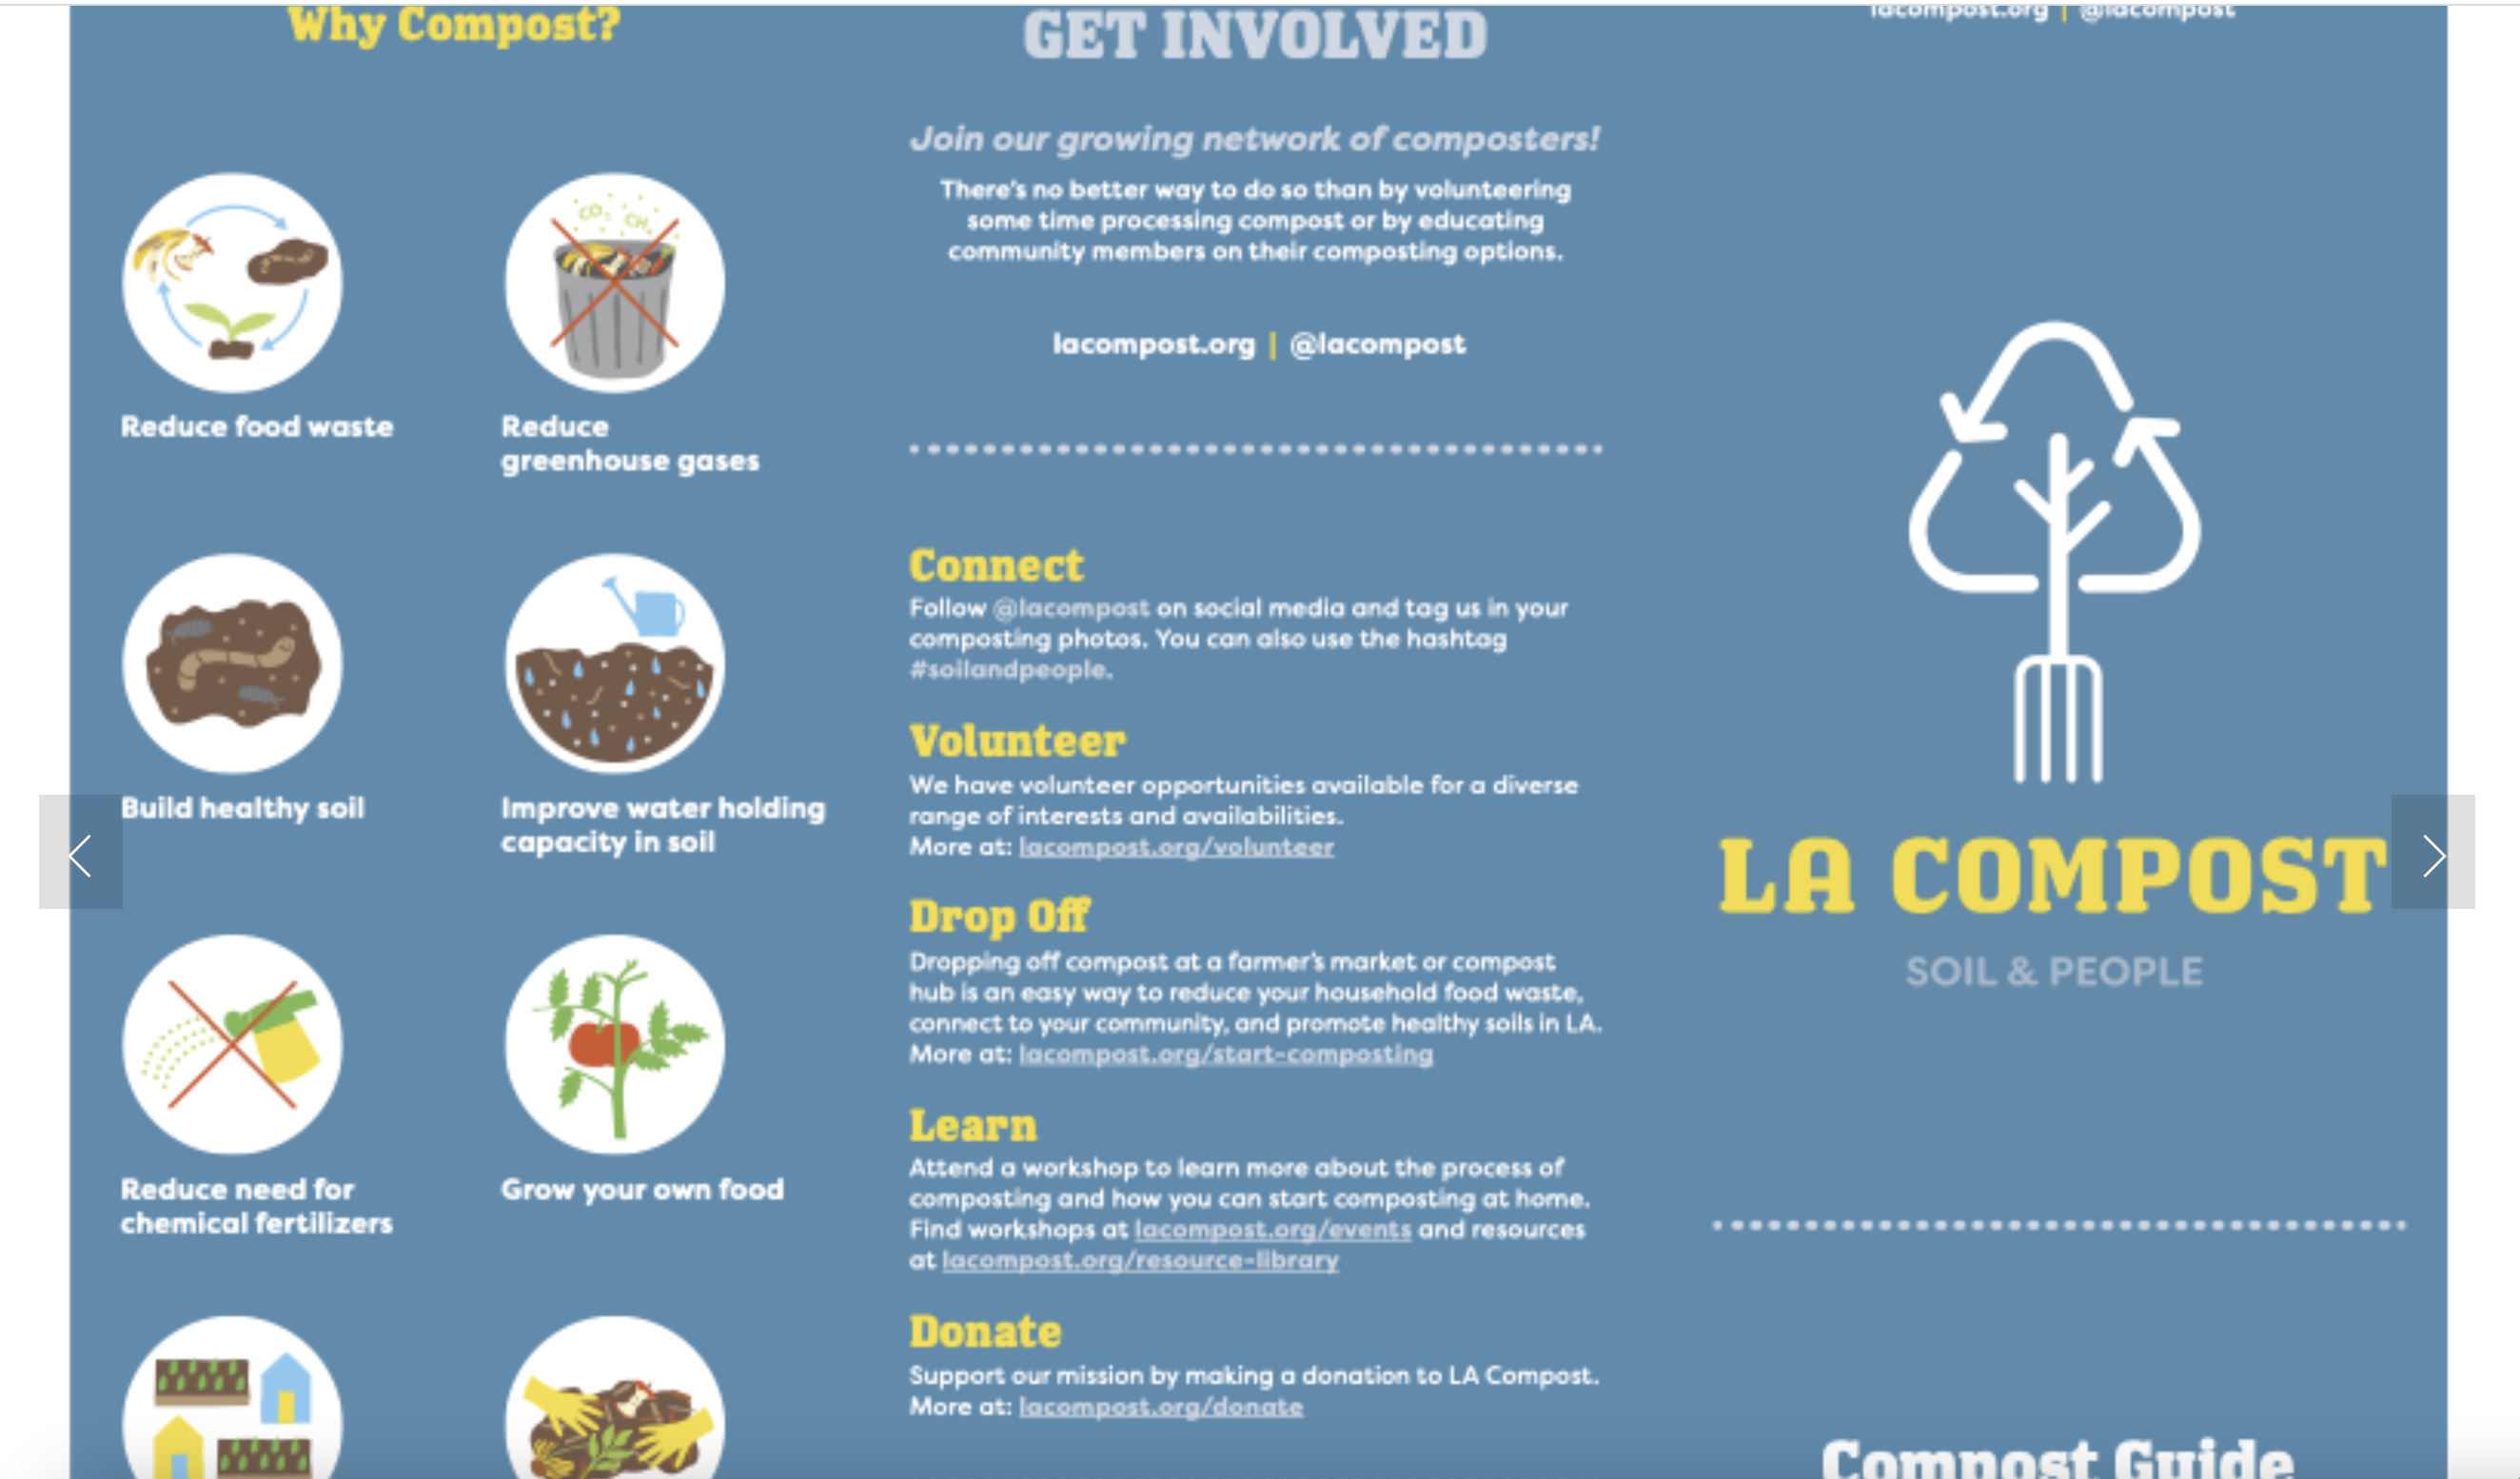 Why Compost?
CO₂ CH₄
Reduce food waste
Reduce
greenhouse gases
Build healthy soil
Improve water holding
capacity in soil
Reduce need for
chemical fertilizers
Grow your own food
GET INVOLVED
Join our growing network of composters!
There's no better way to do so than by volunteering
some time processing compost or by educating
community members on their composting options.
lacompost.org | @lacompost
Connect
Follow @lacompost on social media and tag us in your
composting photos. You can also use the hashtag
#soilandpeople.
Volunteer
We have volunteer opportunities available for a diverse
range of interests and availabilities.
More at: lacompost.org/volunteer
Drop Off
Dropping off compost at a farmer's market or compost
hub is an easy way to reduce your household food waste,
connect to your community, and promote healthy soils in LA.
More at: lacompost.org/start-composting
Learn
Attend a workshop to learn more about the process of
composting and how you can start composting at home.
Find workshops at lacompost.org/events and resources
at lacompost.org/resource-library
Donate
Support our mission by making a donation to LA Compost.
More at: lacompost.org/donate
lacompost.org | @lacompost
LA COMPOST
SOIL & PEOPLE
Compost Guide